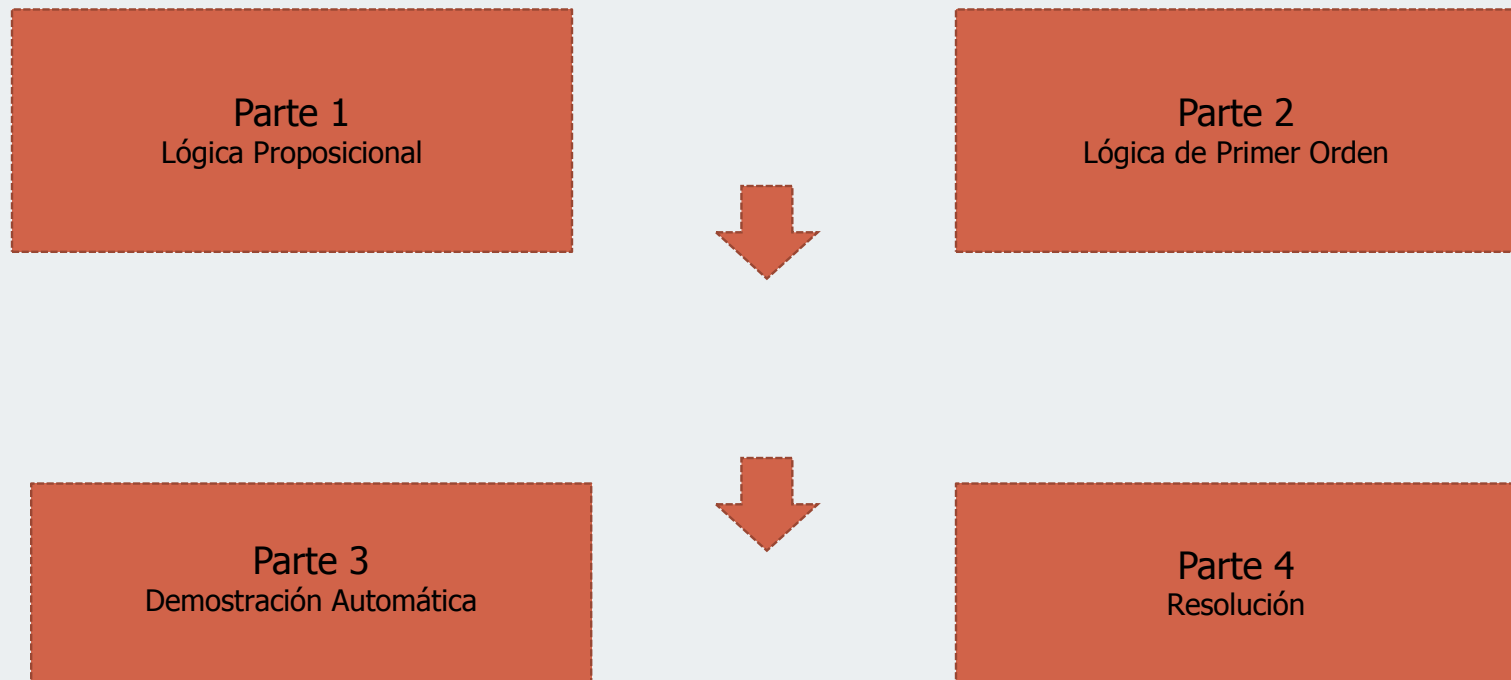 Parte 1
Lógica Proposicional
Parte 2
Lógica de Primer Orden
Parte 3
Demostración Automática
Parte 4
Resolución